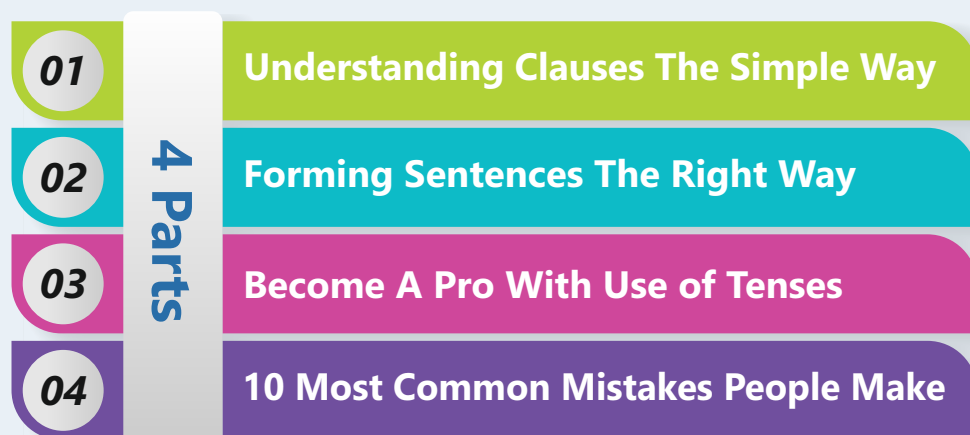 01
Understanding Clauses The Simple Way
02
Forming Sentences The Right Way
4 Parts
03
Become A Pro With Use of Tenses
04
10 Most Common Mistakes People Make